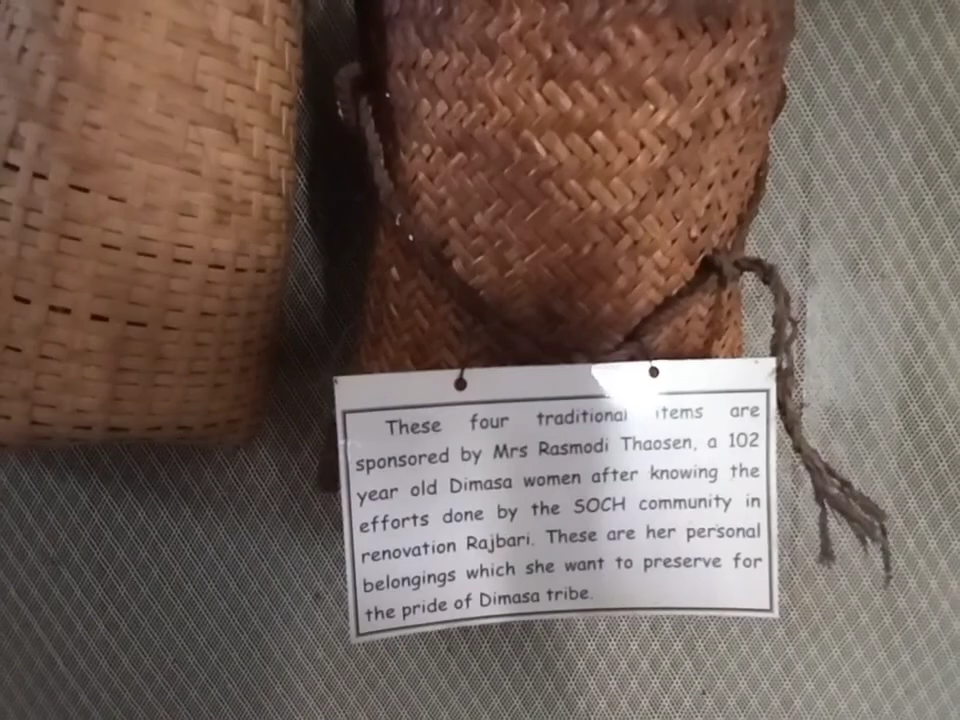 These four traditional items are
sponsored by Mrs Rasmodi Thaosen, a 102
year old Dimasa women after knowing the
efforts done by the SOCH community in
renovation Rajbari. These are her personal
belongings which she want to preserve for
the pride of Dimasa tribe.